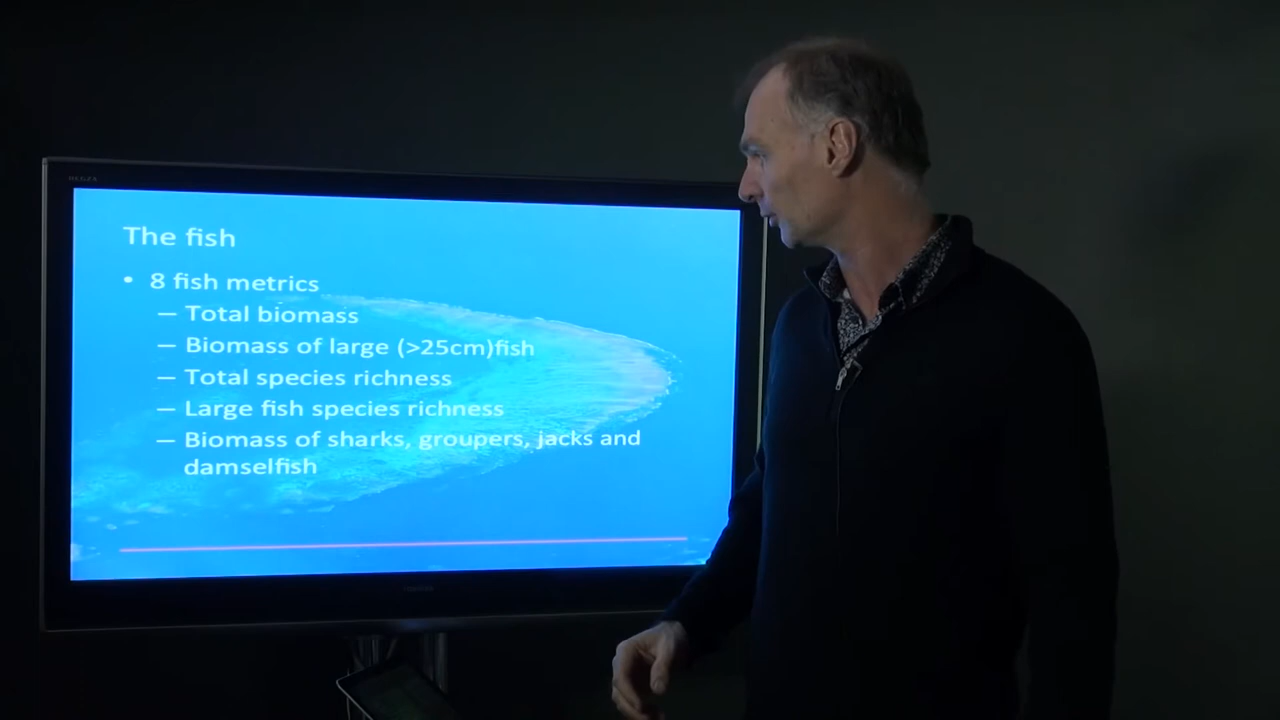 The fish
• 8 fish metrics
– Total biomass
– Biomass of large (>25cm)fish
– Total species richness
– Large fish species richness
– Biomass of sharks, groupers, jacks and
damselfish